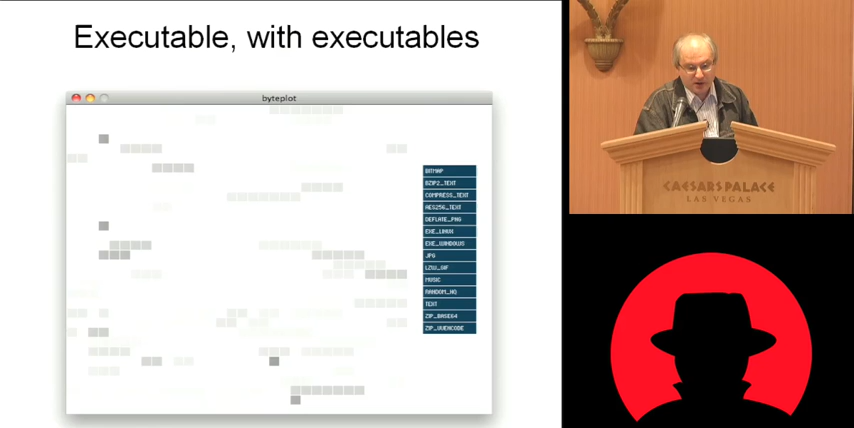 Executable, with executables
byteplot
BITMAP
BZIP2_TEXT
COMPRESS_TEXT
AES256_TEXT
DEFLATE_PNG
EXE_LINUX
EXE_WINDOWS
JPG
LZW_GIF
MUSIC
RANDOM_HQ
TEXT
ZIP_BASE64
ZIP_UUENCODE
CAESARS PALACE
LAS VEGAS